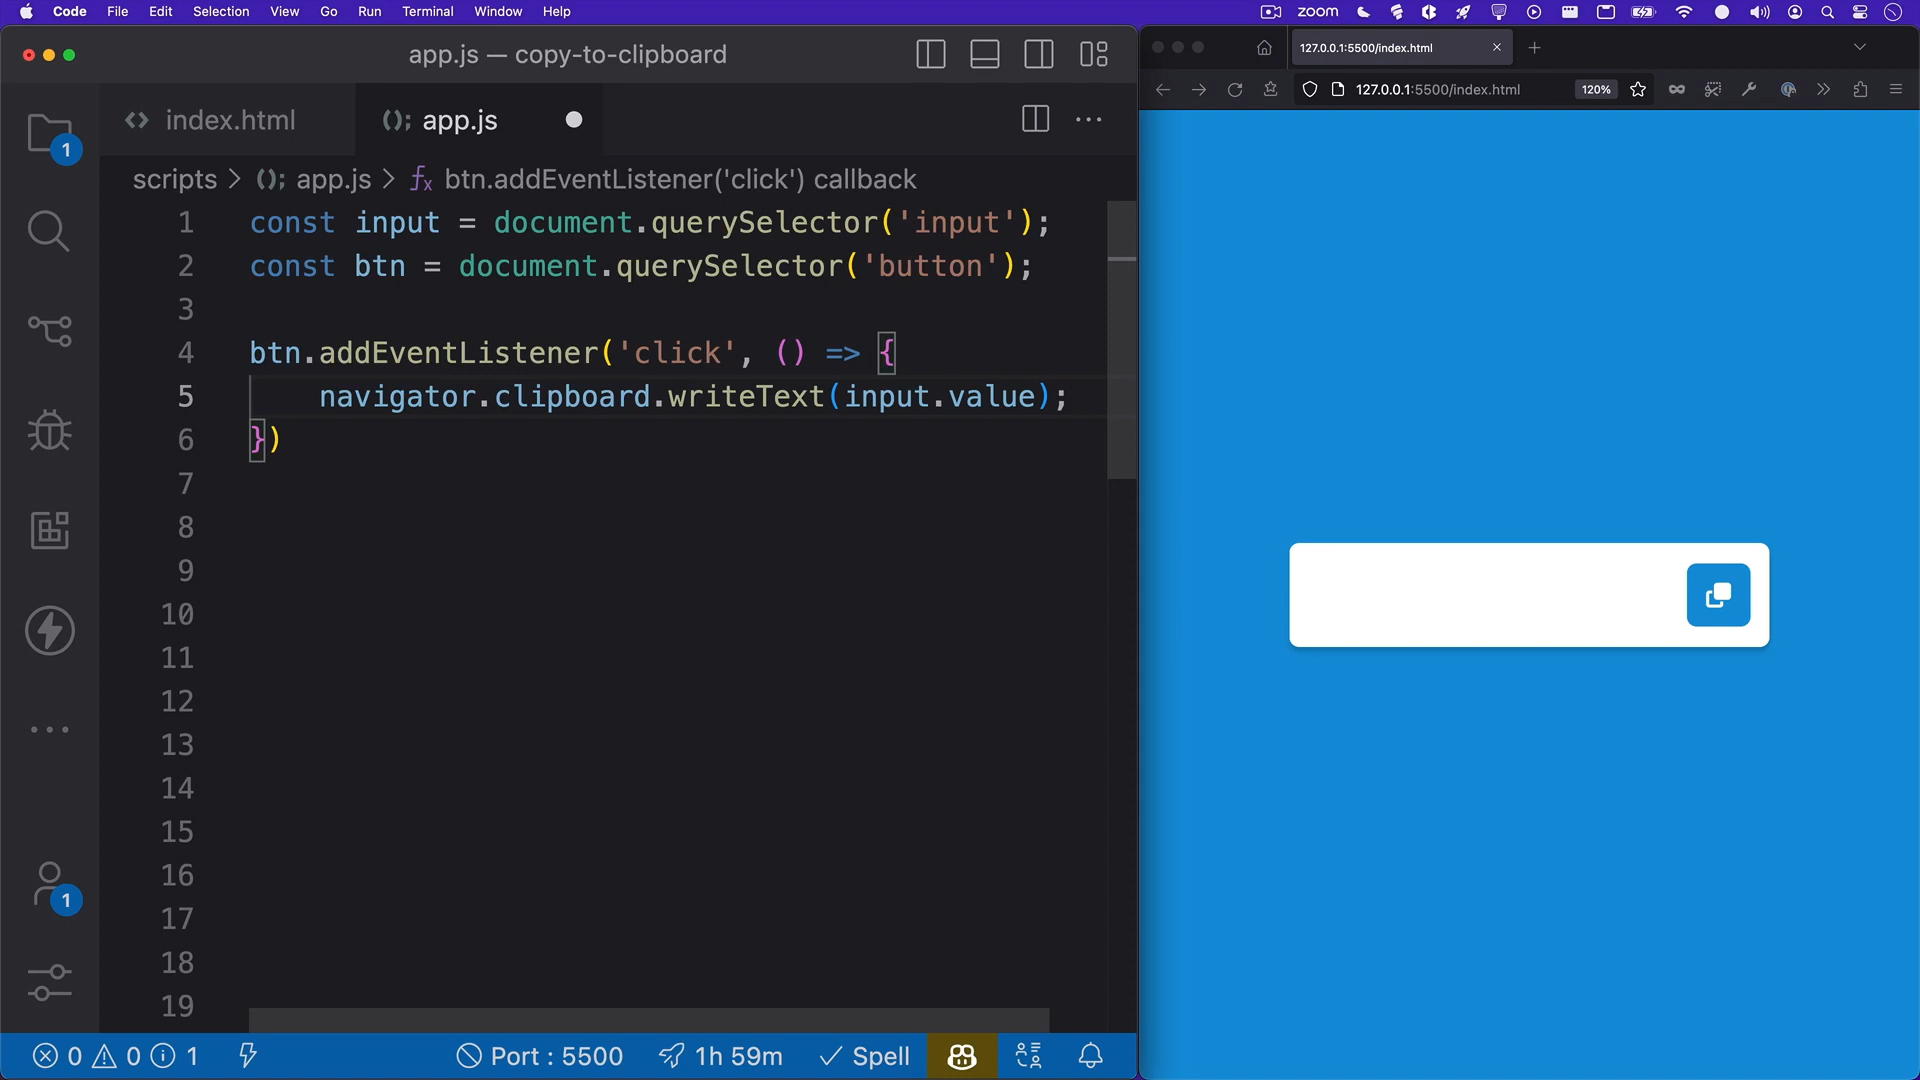 Code File Edit Selection View Go Run Terminal Window Help
zoom
app.js — copy-to-clipboard
127.0.0.1:5500/index.html
127.0.0.1:5500/index.html
120%
index.html
(); app.js
1
scripts > (); app.js > fx btn.addEventListener('click') callback
1 const input = document.querySelector('input');
2 const btn = document.querySelector('button');
3
4 btn.addEventListener('click', () => {
5 navigator.clipboard.writeText(input.value);
6 })
7
8
9
10
11
12
13
14
15
16
1
17
18
19
0 0 1 Port : 5500 1h 59m Spell